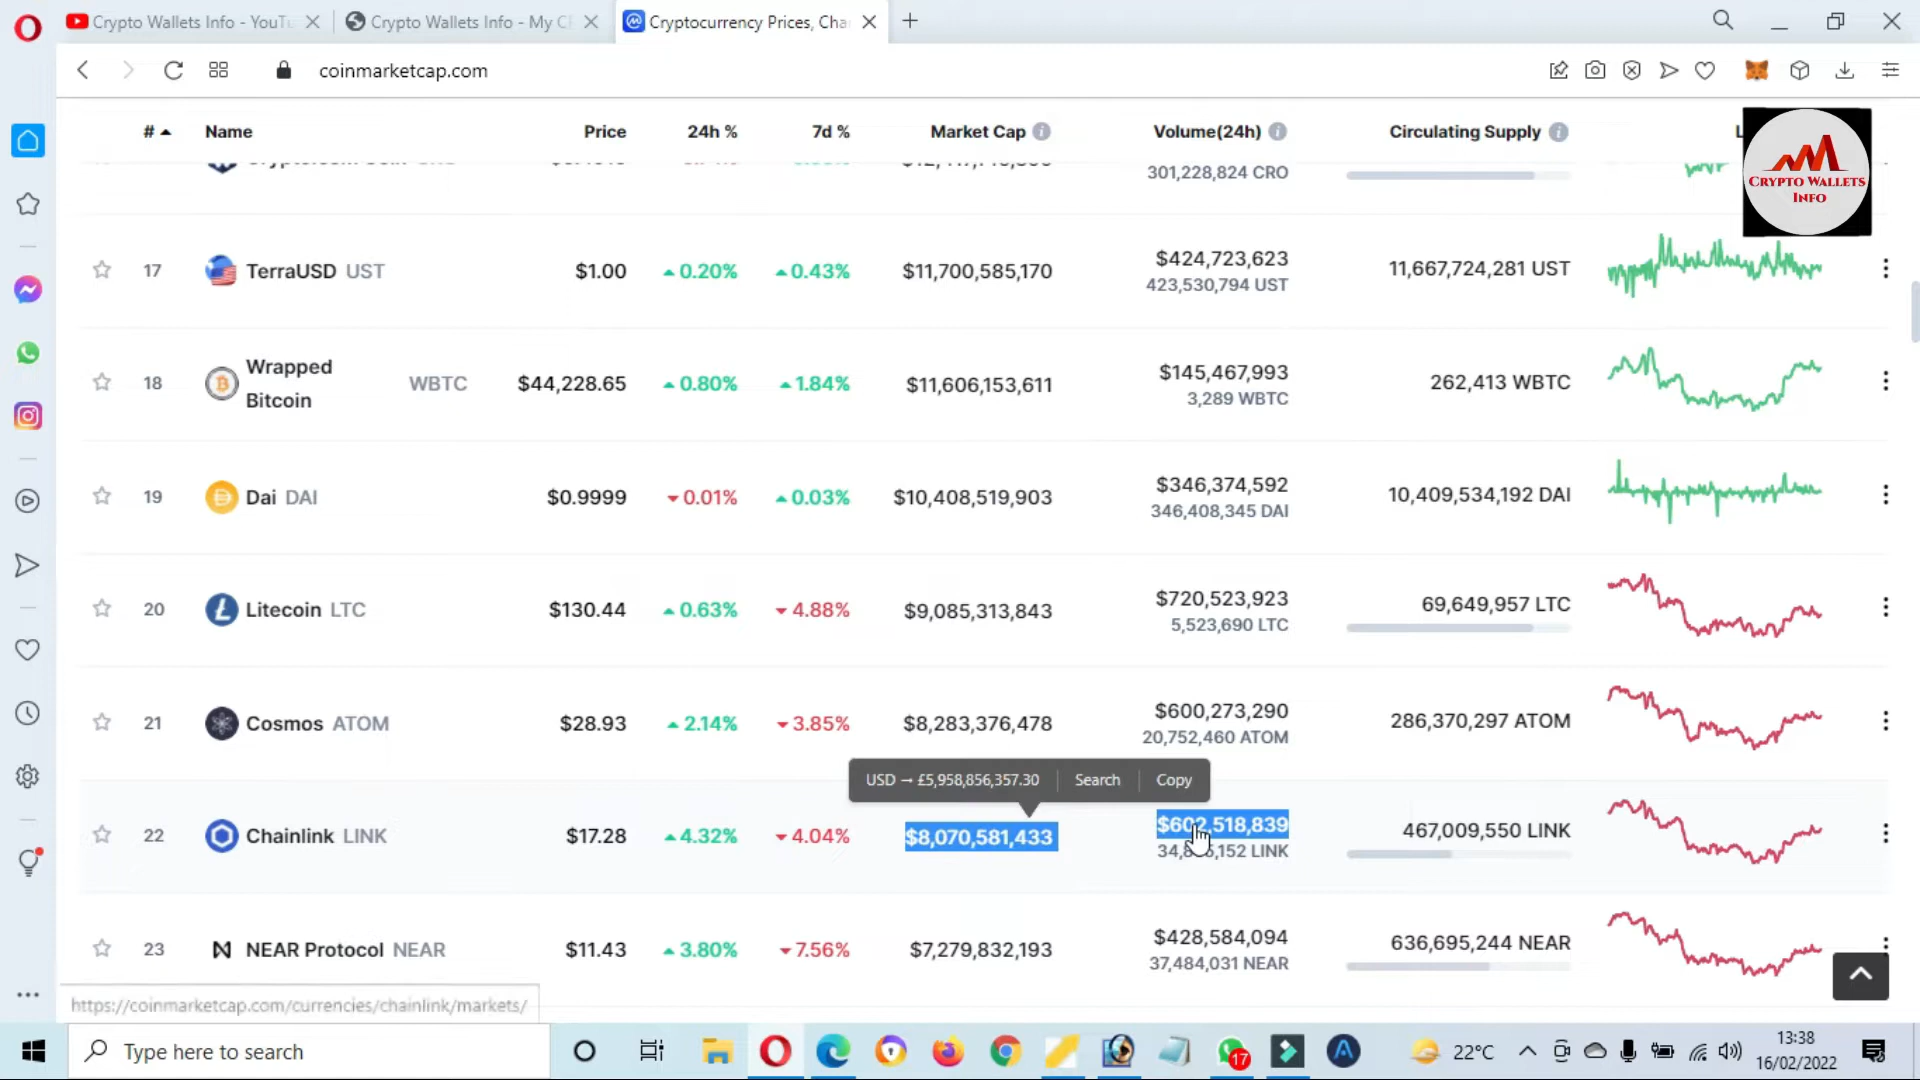 Crypto Wallets Info - YouTu
Crypto Wallets Info - My C
Cryptocurrency Prices, Cha
coinmarketcap.com
# Name Price 24h % 7d % Market Cap Volume(24h) Circulating Supply L
301,228,824 CRO
CRYPTO WALLETS
INFO
17 TerraUSD UST $1.00 0.20% 0.43% $11,700,585,170 $424,723,623 11,667,724,281 UST
423,530,794 UST
18 Wrapped Bitcoin WBTC $44,228.65 0.80% 1.84% $11,606,153,611 $145,467,993 262,413 WBTC
3,289 WBTC
19 Dai DAI $0.9999 0.01% 0.03% $10,408,519,903 $346,374,592 10,409,534,192 DAI
346,408,345 DAI
20 Litecoin LTC $130.44 0.63% 4.88% $9,085,313,843 $720,523,923 69,649,957 LTC
5,523,690 LTC
21 Cosmos ATOM $28.93 2.14% 3.85% $8,283,376,478 $600,273,290 286,370,297 ATOM
20,752,460 ATOM
USD → £5,958,856,357.30 Search Copy
22 Chainlink LINK $17.28 4.32% 4.04% $8,070,581,433 $602,518,839 467,009,550 LINK
LINK
23 NEAR Protocol NEAR $11.43 3.80% 7.56% $7,279,832,193 $428,584,094 636,695,244 NEAR
37,484,031 NEAR
https://coinmarketcap.com/currencies/chainlink/markets/
Type here to search
17
22°C
13:38
16/02/2022